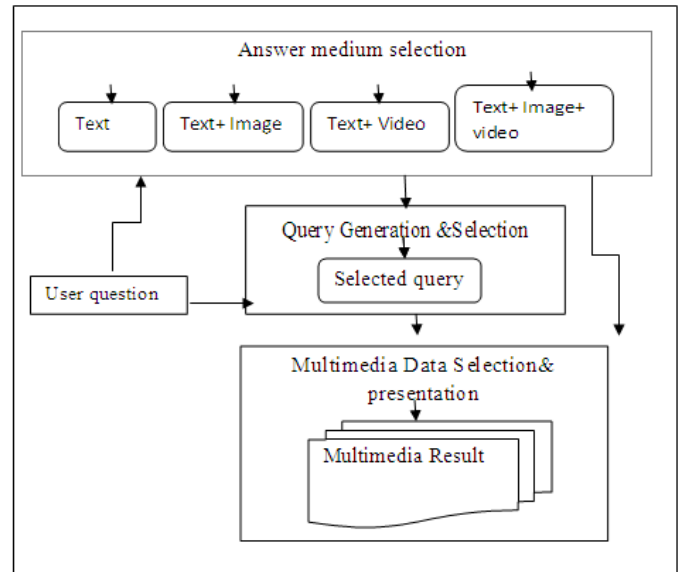 Answer medium selection
Text
Text+ Image
Text+ Video
Text+ Image+
video
Query Generation &Selection
Selected query
User question
Multimedia Data Selection&
presentation
Multimedia Result